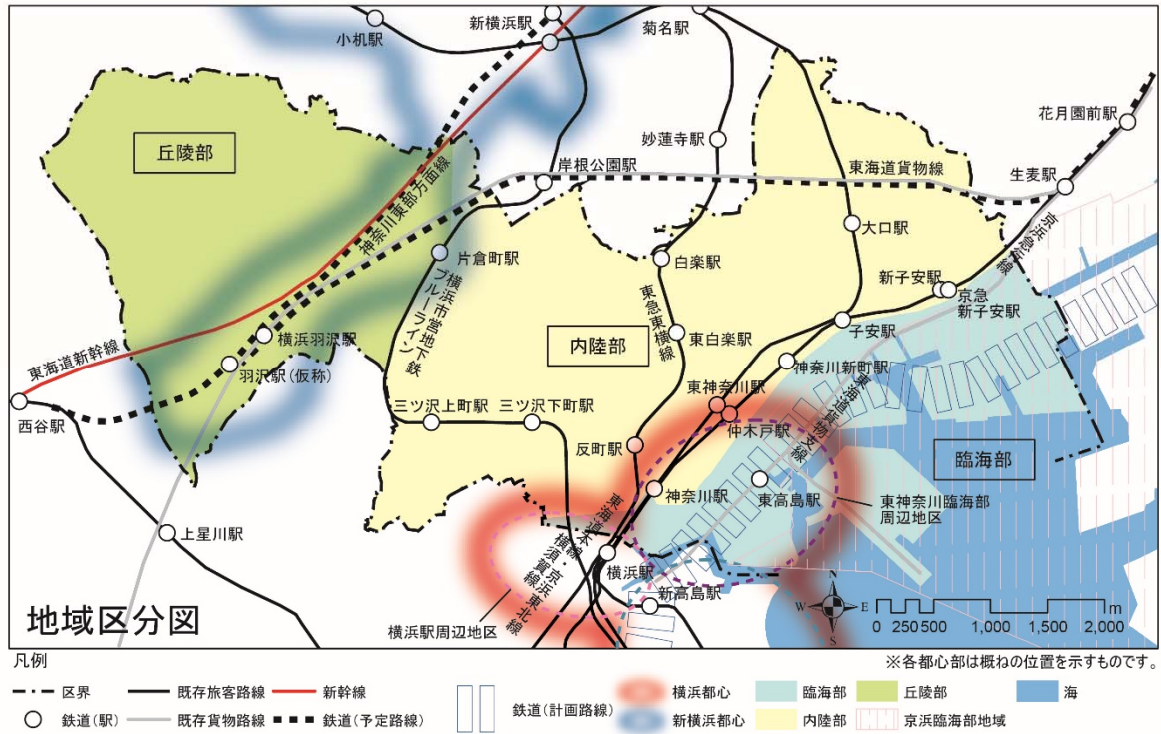 小机駅
新横浜駅
菊名駅
花月園前駅
丘陵部
神奈川東部方面線
岸根公園駅
妙蓮寺駅
東海道貨物線
生麦駅
京浜急行線
大口駅
片倉町駅
白楽駅
新子安駅
京急
新子安駅
横浜市営地下鉄
ブルーライン
東急東横線
内陸部
東白楽駅
子安駅
神奈川新町駅
横浜羽沢駅
羽沢駅(仮称)
東海道新幹線
西谷駅
三ツ沢上町駅
三ツ沢下町駅
東神奈川駅
仲木戸駅
東海道貨物支線
反町駅
臨海部
神奈川駅
東高島駅
東神奈川臨海部
周辺地区
上星川駅
東海道本線・京浜東北線
横須賀線
横浜駅
新高島駅
横浜駅周辺地区
地域区分図
N
W
E
S
0 250 500 1,000 1,500 2,000
m
凡例
※各都心部は概ねの位置を示すものです。
区界
既存旅客路線
新幹線
鉄道(計画路線)
横浜都心
臨海部
丘陵部
海
鉄道(駅)
既存貨物路線
鉄道(予定路線)
新横浜都心
内陸部
京浜臨海部地域